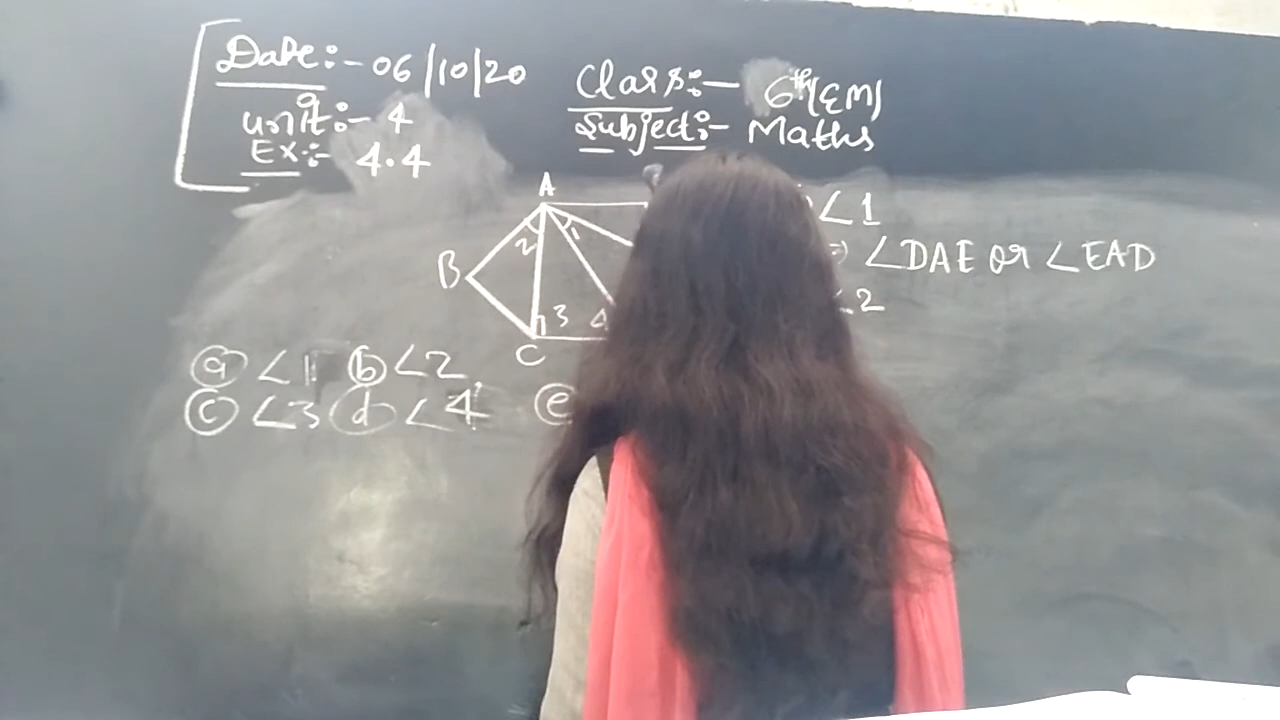 Date:- 06/10/20
Class:- 6th(EM)
Unit:- 4
Subject:- Maths
Ex:- 4.4
A
B
C
2
1
3
4
∠1
⇒ ∠DAE or ∠EAD
∠2
(a) ∠1 (b) ∠2
(c) ∠3 (d) ∠4 (e)